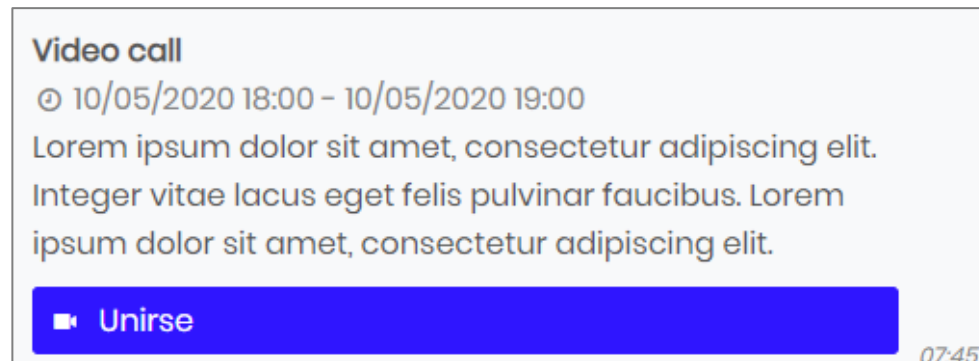 Video call
10/05/2020 18:00 - 10/05/2020 19:00
Lorem ipsum dolor sit amet, consectetur adipiscing elit.
Integer vitae lacus eget felis pulvinar faucibus. Lorem
ipsum dolor sit amet, consectetur adipiscing elit.
Unirse
07:45